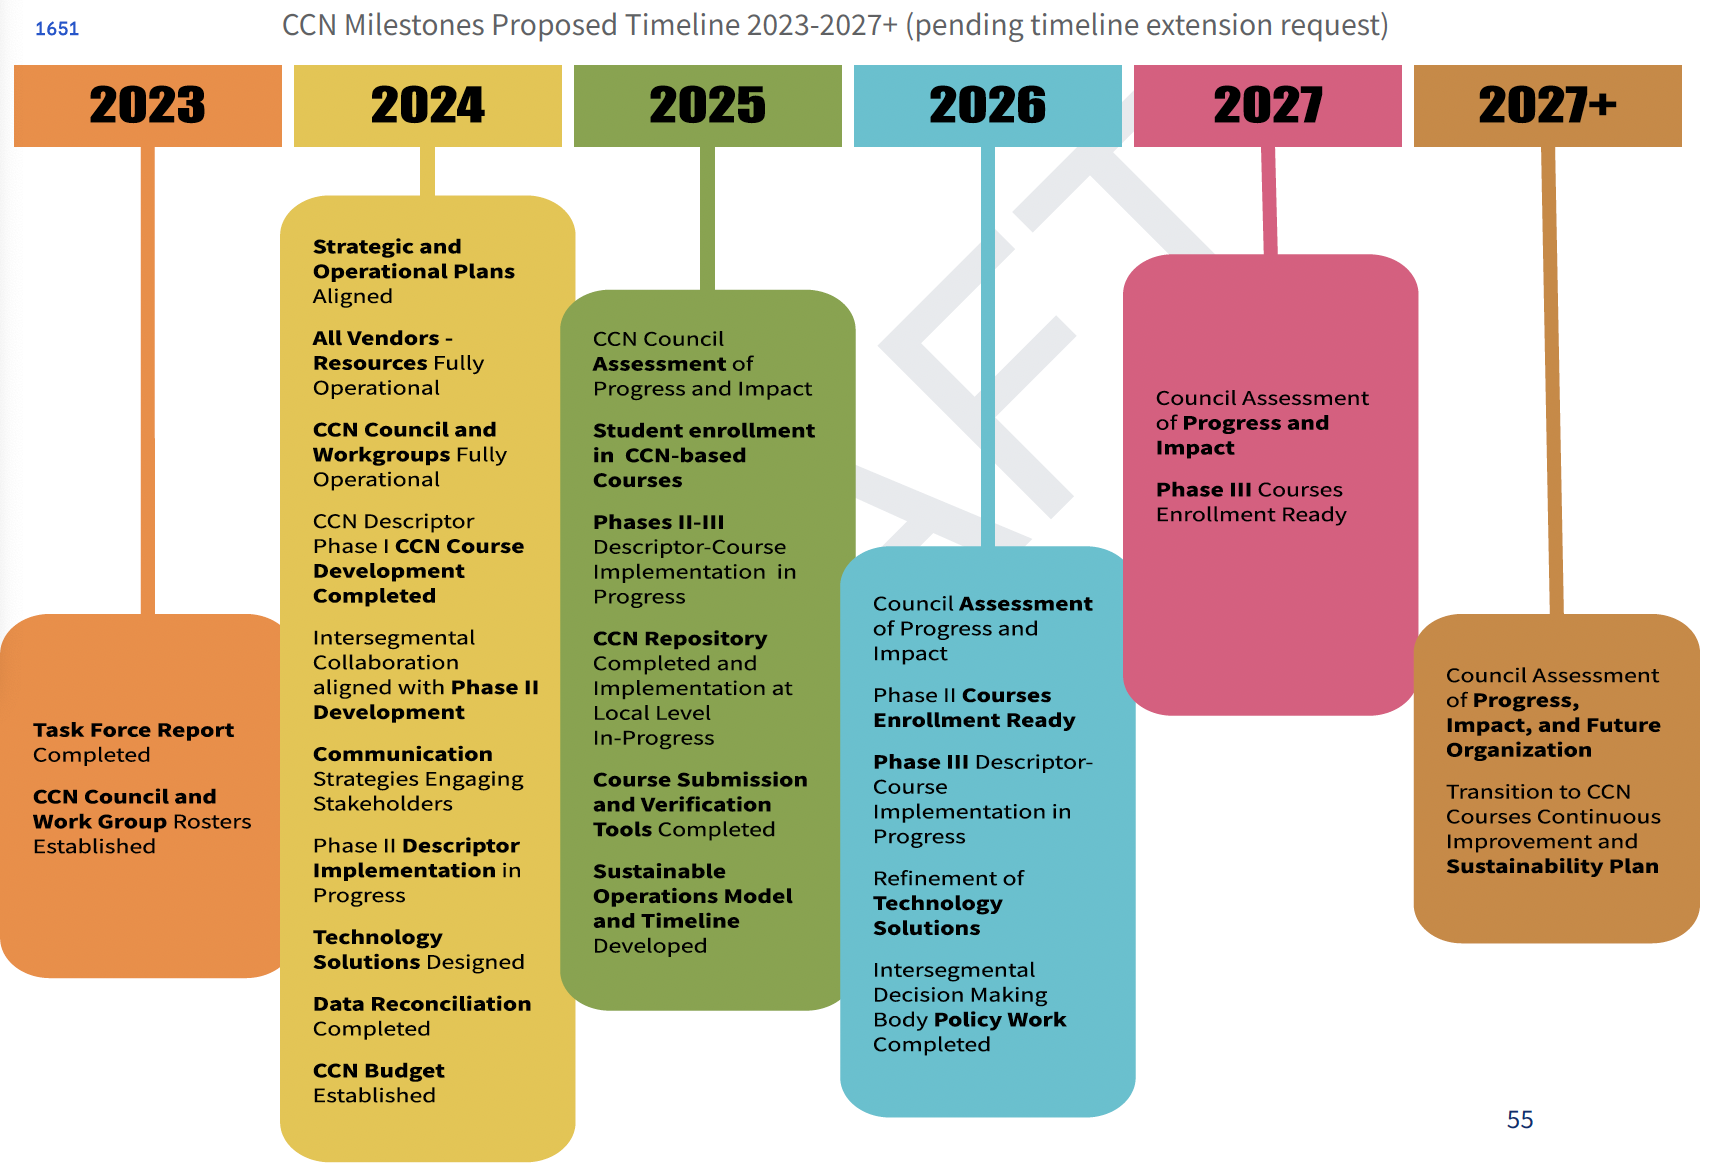 1651
CCN Milestones Proposed Timeline 2023-2027+ (pending timeline extension request)
2023
2024
2025
2026
2027
2027+
Task Force Report
Completed
CCN Council and
Work Group Rosters
Established
Strategic and
Operational Plans
Aligned
All Vendors -
Resources Fully
Operational
CCN Council and
Workgroups Fully
Operational
CCN Descriptor
Phase I CCN Course
Development
Completed
Intersegmental
Collaboration
aligned with Phase II
Development
Communication
Strategies Engaging
Stakeholders
Phase II Descriptor
Implementation in
Progress
Technology
Solutions Designed
Data Reconciliation
Completed
CCN Budget
Established
CCN Council
Assessment of
Progress and Impact
Student enrollment
in CCN-based
Courses
Phases II-III
Descriptor-Course
Implementation in
Progress
CCN Repository
Completed and
Implementation at
Local Level
In-Progress
Course Submission
and Verification
Tools Completed
Sustainable
Operations Model
and Timeline
Developed
Council Assessment
of Progress and
Impact
Phase II Courses
Enrollment Ready
Phase III Descriptor-
Course
Implementation in
Progress
Refinement of
Technology
Solutions
Intersegmental
Decision Making
Body Policy Work
Completed
Council Assessment
of Progress and
Impact
Phase III Courses
Enrollment Ready
Council Assessment
of Progress,
Impact, and Future
Organization
Transition to CCN
Courses Continuous
Improvement and
Sustainability Plan
55